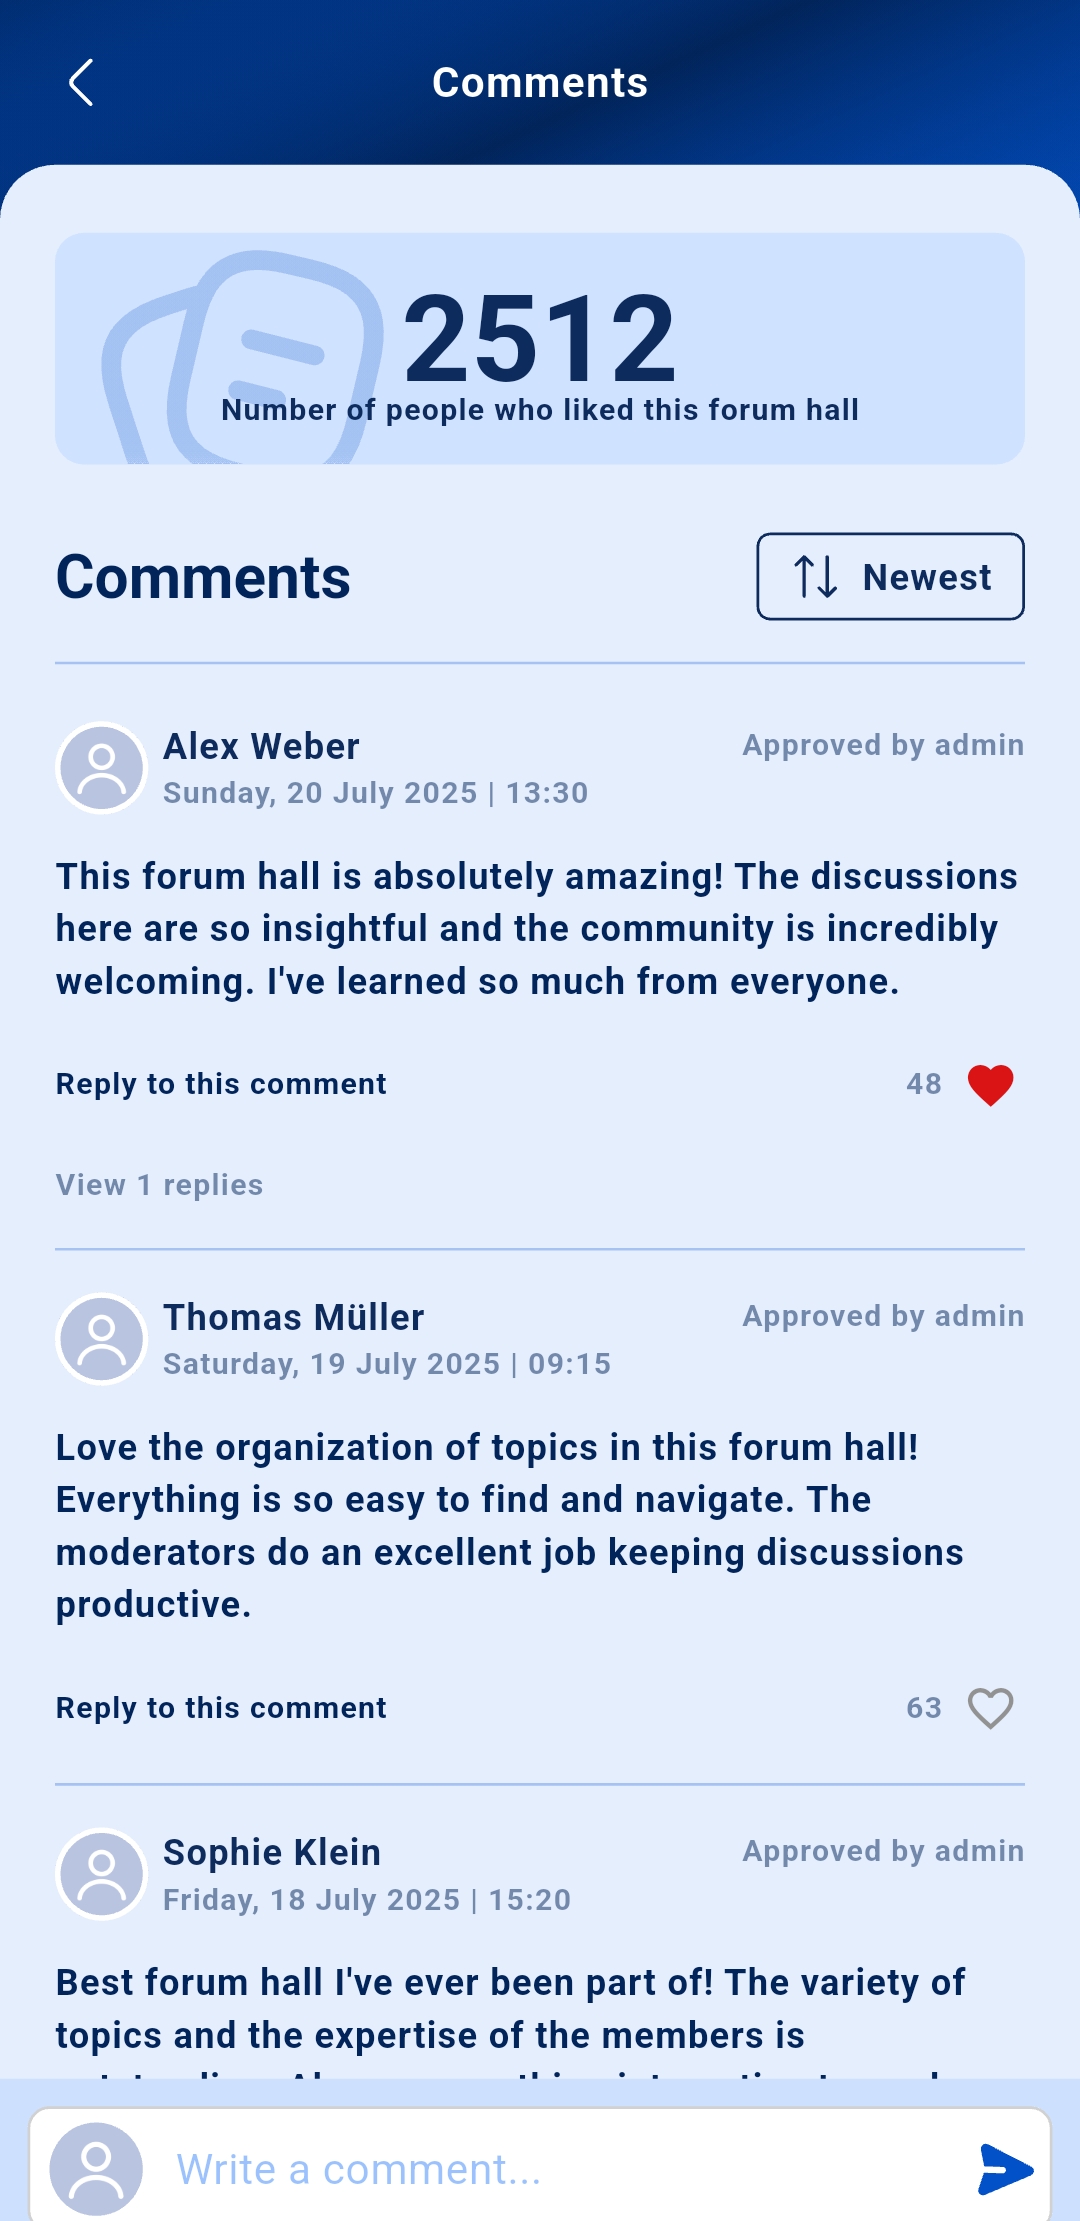 Comments
2512
Number of people who liked this forum hall
Comments
Newest
Alex Weber
Approved by admin
Sunday, 20 July 2025 | 13:30
This forum hall is absolutely amazing! The discussions
here are so insightful and the community is incredibly
welcoming. I've learned so much from everyone.
Reply to this comment
48
View 1 replies
Thomas Müller
Approved by admin
Saturday, 19 July 2025 | 09:15
Love the organization of topics in this forum hall!
Everything is so easy to find and navigate. The
moderators do an excellent job keeping discussions
productive.
Reply to this comment
63
Sophie Klein
Approved by admin
Friday, 18 July 2025 | 15:20
Best forum hall I've ever been part of! The variety of
topics and the expertise of the members is
Write a comment...